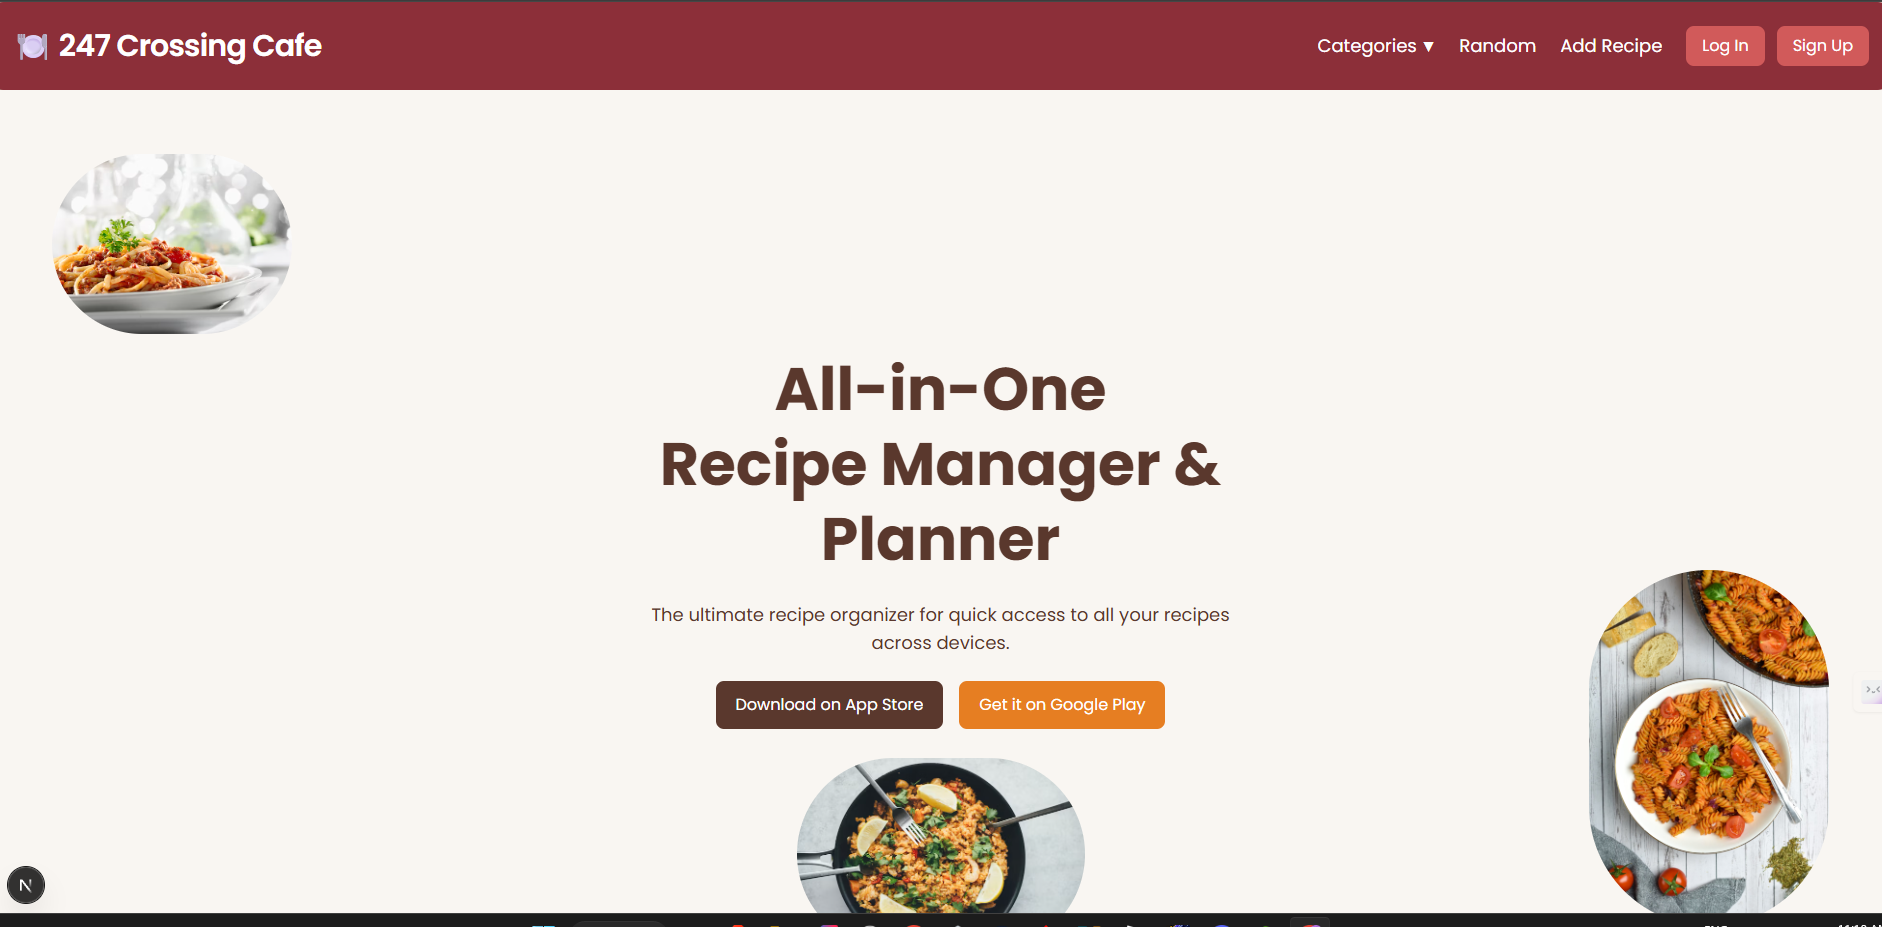 247 Crossing Cafe
Categories ▼ Random Add Recipe Log In Sign Up
All-in-One
Recipe Manager &
Planner
The ultimate recipe organizer for quick access to all your recipes
across devices.
Download on App Store Get it on Google Play
N